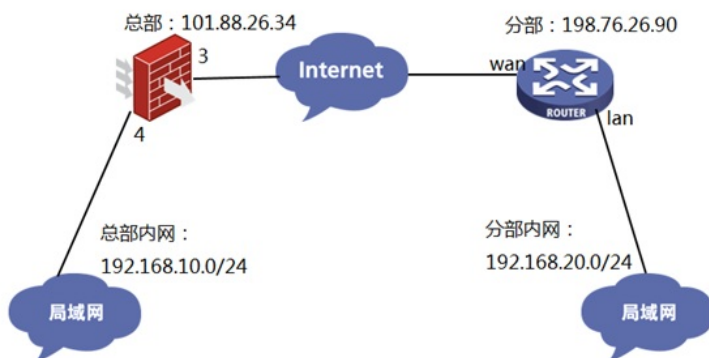 总部：101.88.26.34
分部：198.76.26.90
3
Internet
wan
ROUTER
lan
4
总部内网：
192.168.10.0/24
分部内网：
192.168.20.0/24
局域网
局域网